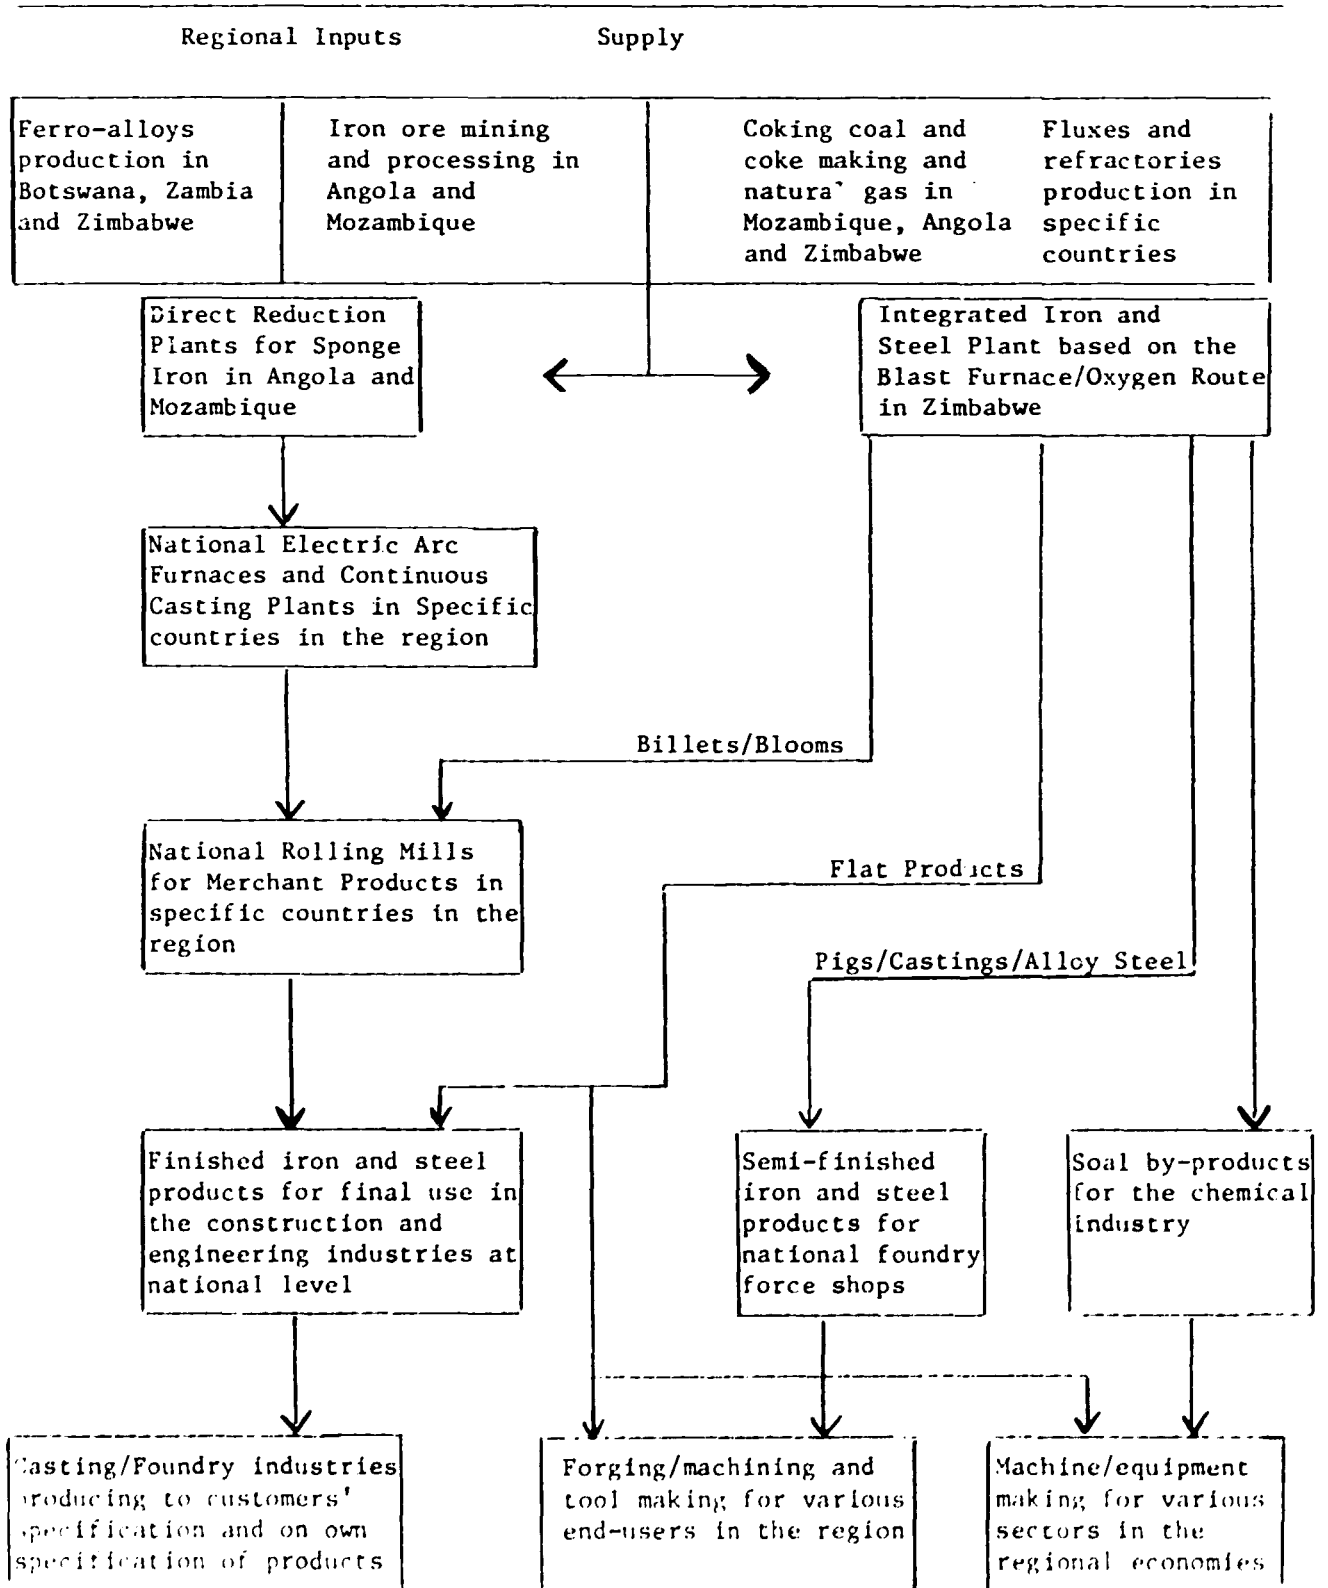 Regional Inputs Supply
Ferro-alloys
production in
Botswana, Zambia
and Zimbabwe
Iron ore mining
and processing in
Angola and
Mozambique
Coking coal and
coke making and
natura` gas in
Mozambique, Angola
and Zimbabwe
Fluxes and
refractories
production in
specific
countries
Direct Reduction
Plants for Sponge
Iron in Angola and
Mozambique
Integrated Iron and
Steel Plant based on the
Blast Furnace/Oxygen Route
in Zimbabwe
National Electric Arc
Furnaces and Continuous
Casting Plants in Specific
countries in the region
Billets/Blooms
National Rolling Mills
for Merchant Products in
specific countries in the
region
Flat Products
Pigs/Castings/Alloy Steel
Finished iron and steel
products for final use in
the construction and
engineering industries at
national level
Semi-finished
iron and steel
products for
national foundry
force shops
Soal by-products
for the chemical
industry
Casting/Foundry industries
producing to customers'
specification and on own
specification of products
Forging/machining and
tool making for various
end-users in the region
Machine/equipment
making for various
sectors in the
regional economies